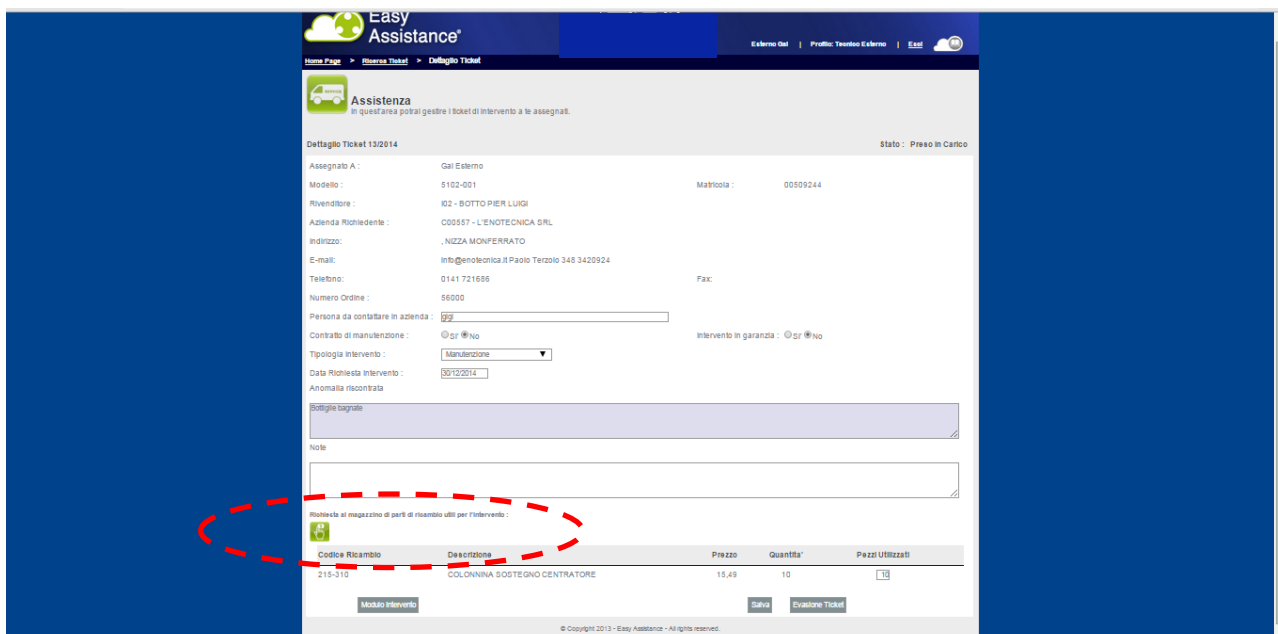 Easy
Assistance®
Esterno Gai | Profilo: Tecnico Esterno | Esci
Home Page > Ricerca Ticket > Dettaglio Ticket
Assistenza
In quest'area potrai gestire i ticket di intervento a te assegnati.
Dettaglio Ticket 13/2014 Stato : Preso in Carico
Assegnato A : Gai Esterno
Modello : 5102-001 Matricola : 00509244
Rivenditore : I02 - BOTTO PIER LUIGI
Azienda Richiedente : C00557 - L'ENOTECNICA SRL
Indirizzo: , NIZZA MONFERRATO
E-mail: info@enotecnica.it Paolo Terzolo 348 3420924
Telefono: 0141 721686 Fax:
Numero Ordine : 56000
Persona da contattare in azienda : gigi
Contratto di manutenzione : SI' No Intervento in garanzia : SI' No
Tipologia Intervento : Manutenzione
Data Richiesta Intervento : 30/12/2014
Anomalia riscontrata
Bottiglie bagnate
Note
Richiesta al magazzino di parti di ricambio utili per l'intervento :
Codice Ricambio Descrizione Prezzo Quantita' Pezzi Utilizzati
215-310 COLONNINA SOSTEGNO CENTRATORE 15,49 10 10
Modulo Intervento Salva Evasione Ticket
© Copyright 2013 - Easy Assistance - All rights reserved.